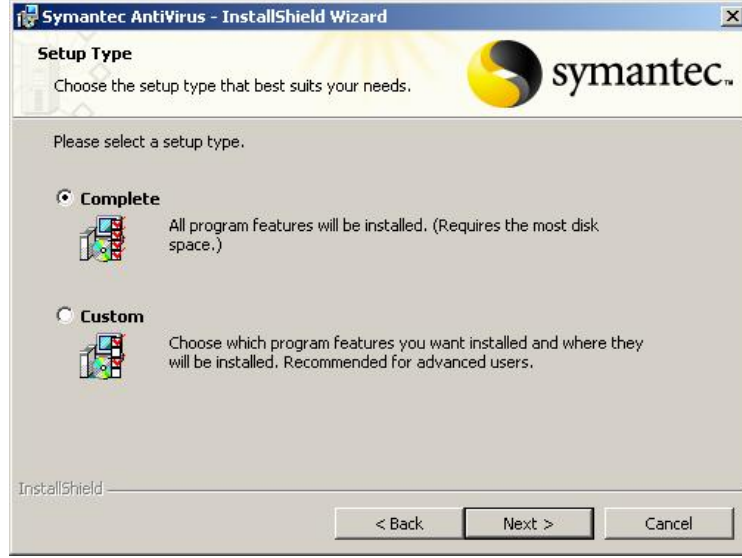 Symantec AntiVirus - InstallShield Wizard
Setup Type
Choose the setup type that best suits your needs.
symantec™
Please select a setup type.
Complete
All program features will be installed. (Requires the most disk
space.)
Custom
Choose which program features you want installed and where they
will be installed. Recommended for advanced users.
InstallShield
< Back Next > Cancel